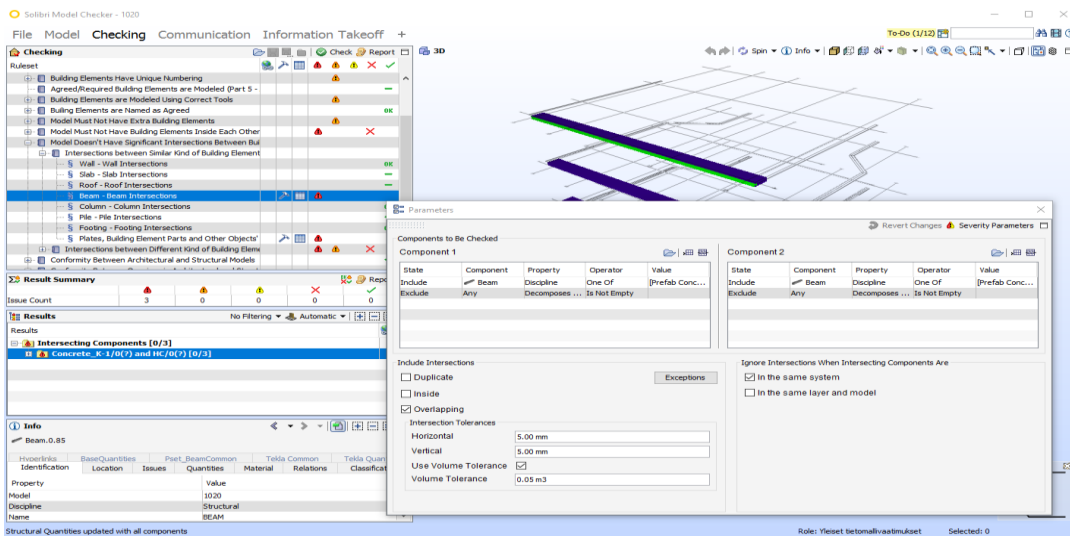 Solibri Model Checker - 1020
File Model Checking Communication Information Takeoff +
To-Do (1/12)
Checking
Check Report
3D
Spin Info
Ruleset
Building Elements Have Unique Numbering
Agreed/Required Building Elements are Modeled (Part 5 -
Building Elements are Modeled Using Correct Tools
Builing Elements are Named as Agreed OK
Model Must Not Have Extra Building Elements
Model Must Not Have Building Elements Inside Each Other
Model Doesn't Have Significant Intersections Between Bui
Intersections between Similar Kind of Building Element
§ Wall - Wall Intersections OK
§ Slab - Slab Intersections
§ Roof - Roof Intersections
§ Beam - Beam Intersections
§ Column - Column Intersections
§ Pile - Pile Intersections
§ Footing - Footing Intersections
§ Plates, Building Element Parts and Other Objects'
Intersections between Different Kind of Building Eleme
Conformity Between Architectural and Structural Models
Result Summary
Repo
Issue Count 3 0 0 0 0
Results
No Filtering Automatic
Results
Intersecting Components [0/3]
Concrete_K-1/0(?) and HC/0(?) [0/3]
Info
Beam.0.85
Hyperlinks BaseQuantities Pset_BeamCommon Tekla Common Tekla Quan
Identification Location Issues Quantities Material Relations Classificat
Property Value
Model 1020
Discipline Structural
Name BEAM
Structural Quantities updated with all components
Parameters
Revert Changes Severity Parameters
Components to Be Checked
Component 1
State Component Property Operator Value
Include Beam Discipline One Of [Prefab Conc...
Exclude Any Decomposes ... Is Not Empty
Component 2
State Component Property Operator Value
Include Beam Discipline One Of [Prefab Conc...
Exclude Any Decomposes ... Is Not Empty
Include Intersections
Duplicate
Exceptions
Inside
Overlapping
Intersection Tolerances
Horizontal 5.00 mm
Vertical 5.00 mm
Use Volume Tolerance
Volume Tolerance 0.05 m3
Ignore Intersections When Intersecting Components Are
In the same system
In the same layer and model
Role: Yleiset tietomallivaatimukset Selected: 0